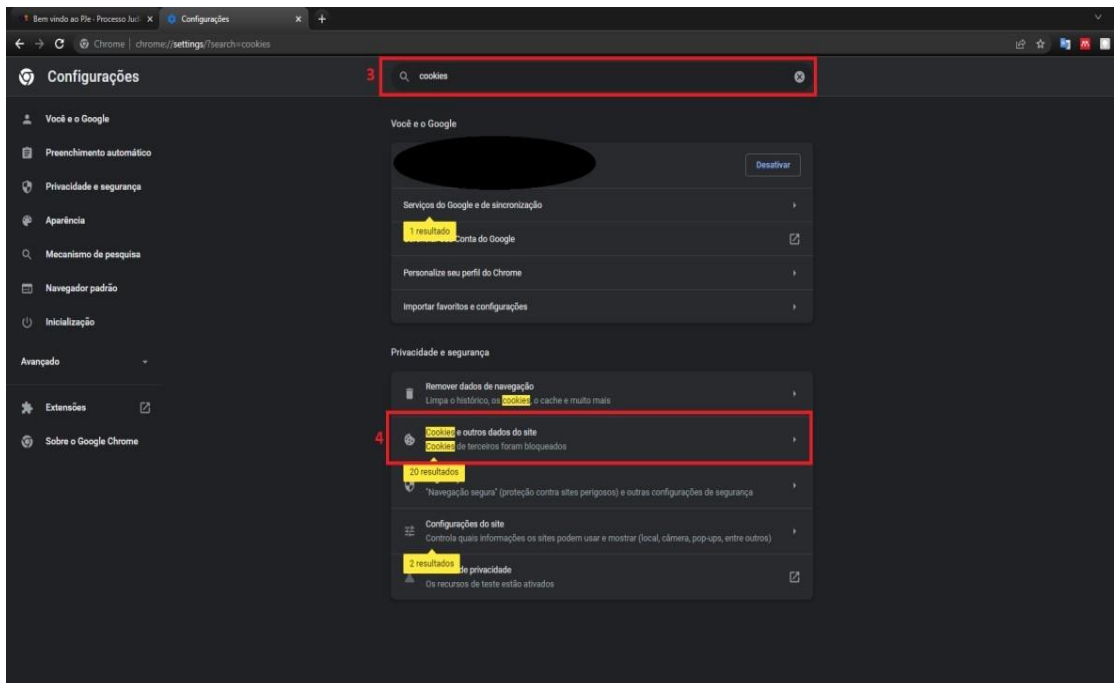 Bem vindo ao PJe - Processo Jud
Configurações
Chrome | chrome://settings/?search=cookies
Configurações
3
cookies
Você e o Google
Preenchimento automático
Privacidade e segurança
Aparência
Mecanismo de pesquisa
Navegador padrão
Inicialização
Avançado
Extensões
Sobre o Google Chrome
Você e o Google
Desativar
Serviços do Google e de sincronização
1 resultado
Conta do Google
Personalize seu perfil do Chrome
Importar favoritos e configurações
Privacidade e segurança
Remover dados de navegação
Limpa o histórico, os cookies, o cache e muito mais
4
Cookies e outros dados do site
Cookies de terceiros foram bloqueados
20 resultados
"Navegação segura" (proteção contra sites perigosos) e outras configurações de segurança
Configurações do site
Controla quais informações os sites podem usar e mostrar (local, câmera, pop-ups, entre outros)
2 resultados
de privacidade
Os recursos de teste estão ativados